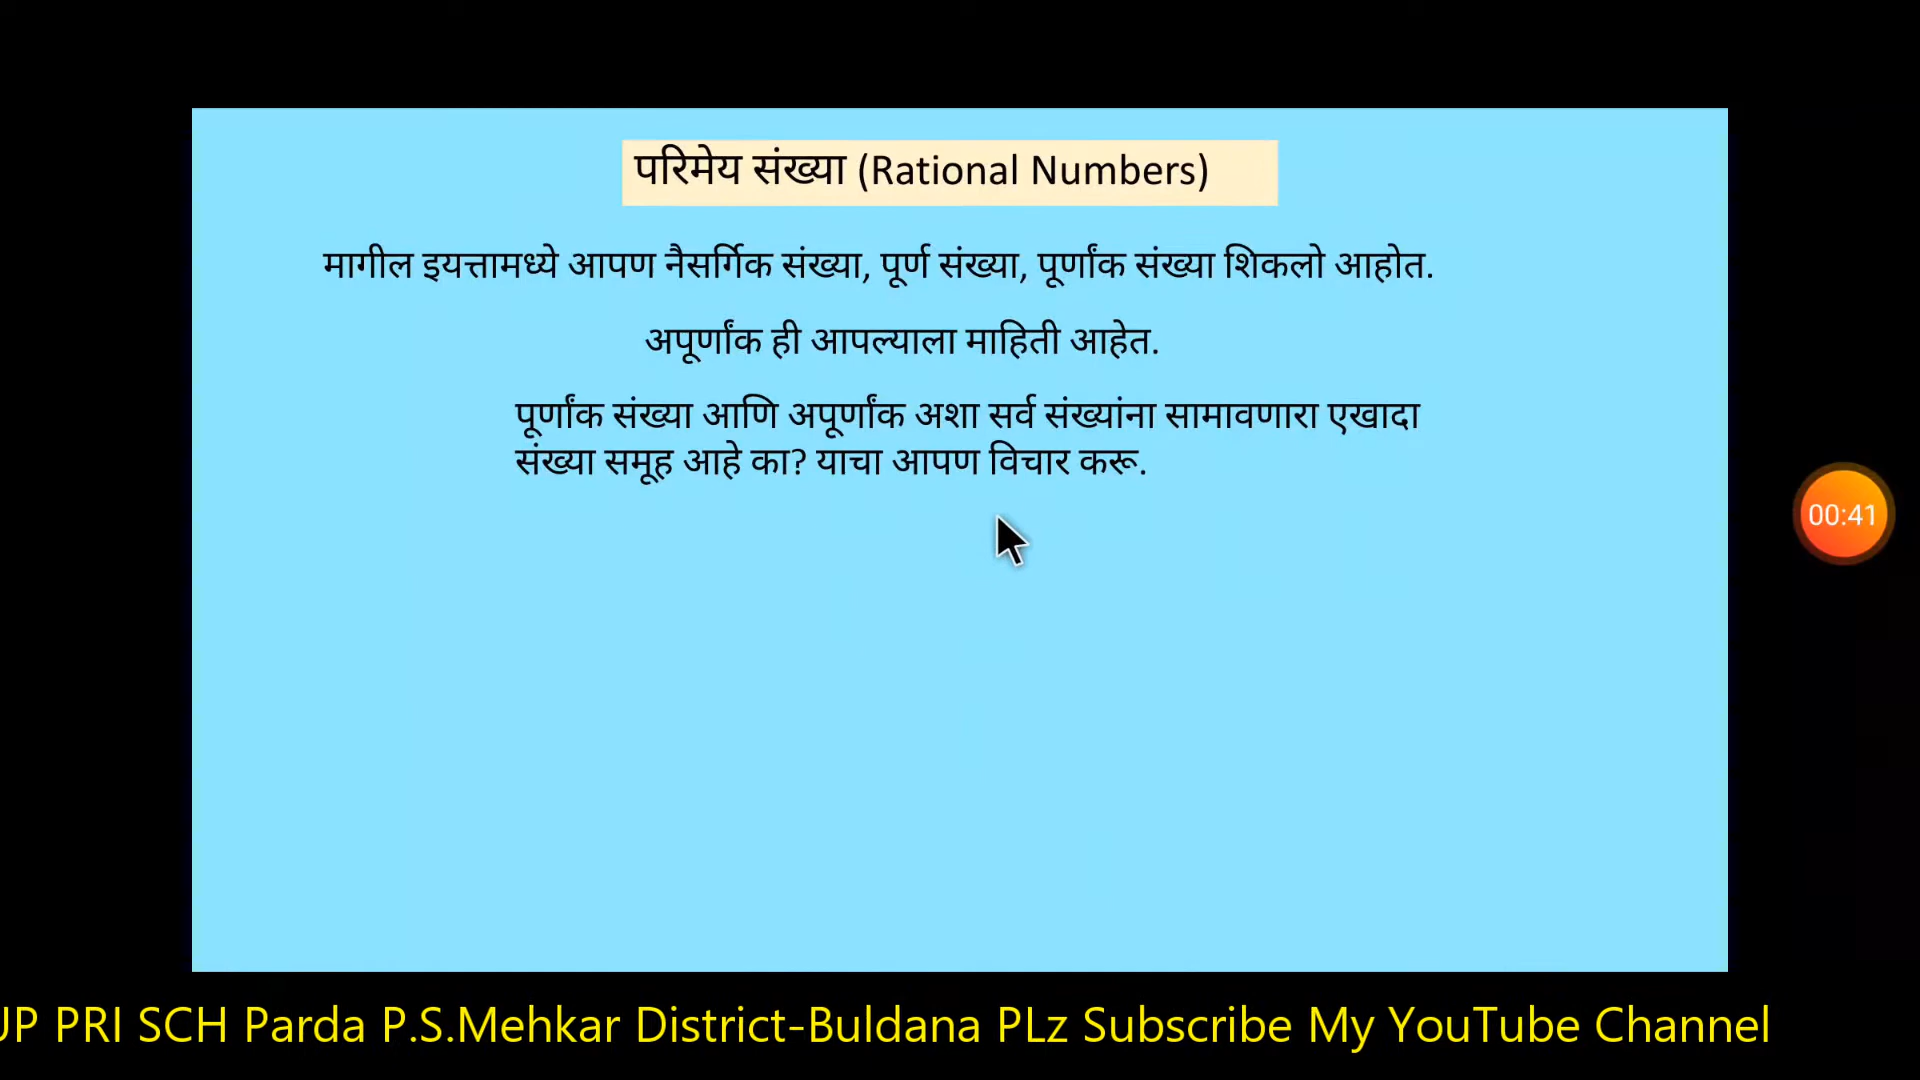 परिमेय संख्या (Rational Numbers)
मागील इयत्तामध्ये आपण नैसर्गिक संख्या, पूर्ण संख्या, पूर्णांक संख्या शिकलो आहोत.
अपूर्णांक ही आपल्याला माहिती आहेत.
पूर्णांक संख्या आणि अपूर्णांक अशा सर्व संख्यांना सामावणारा एखादा
संख्या समूह आहे का? याचा आपण विचार करू.
00:41
UP PRI SCH Parda P.S.Mehkar District-Buldana PLz Subscribe My YouTube Channel